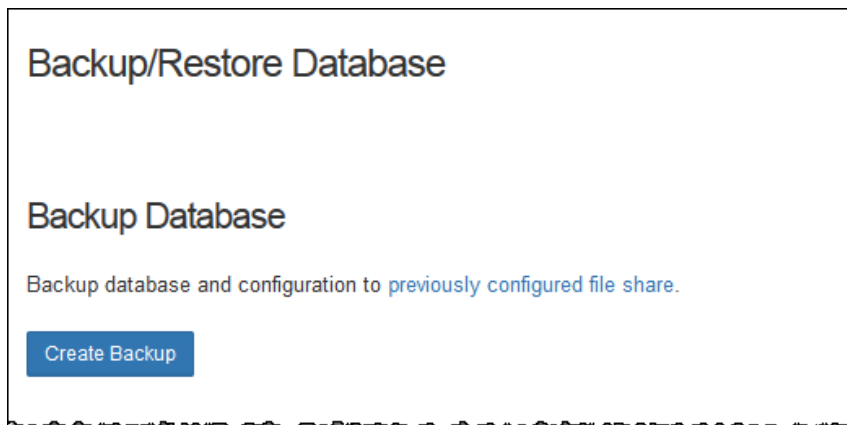 Backup/Restore Database
Backup Database
Backup database and configuration to previously configured file share.
Create Backup